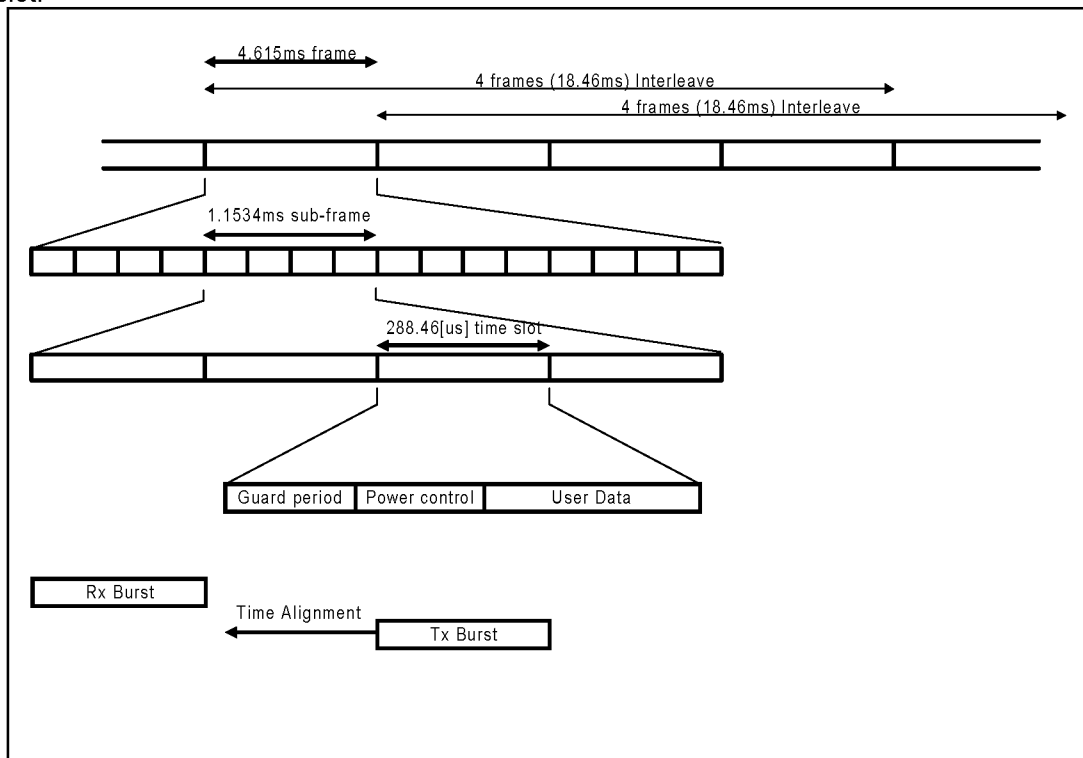 4.615ms frame
4 frames (18.46ms) Interleave
4 frames (18.46ms) Interleave
1.1534ms sub-frame
288.46[us] time slot
Guard period Power control User Data
Rx Burst
Time Alignment
Tx Burst